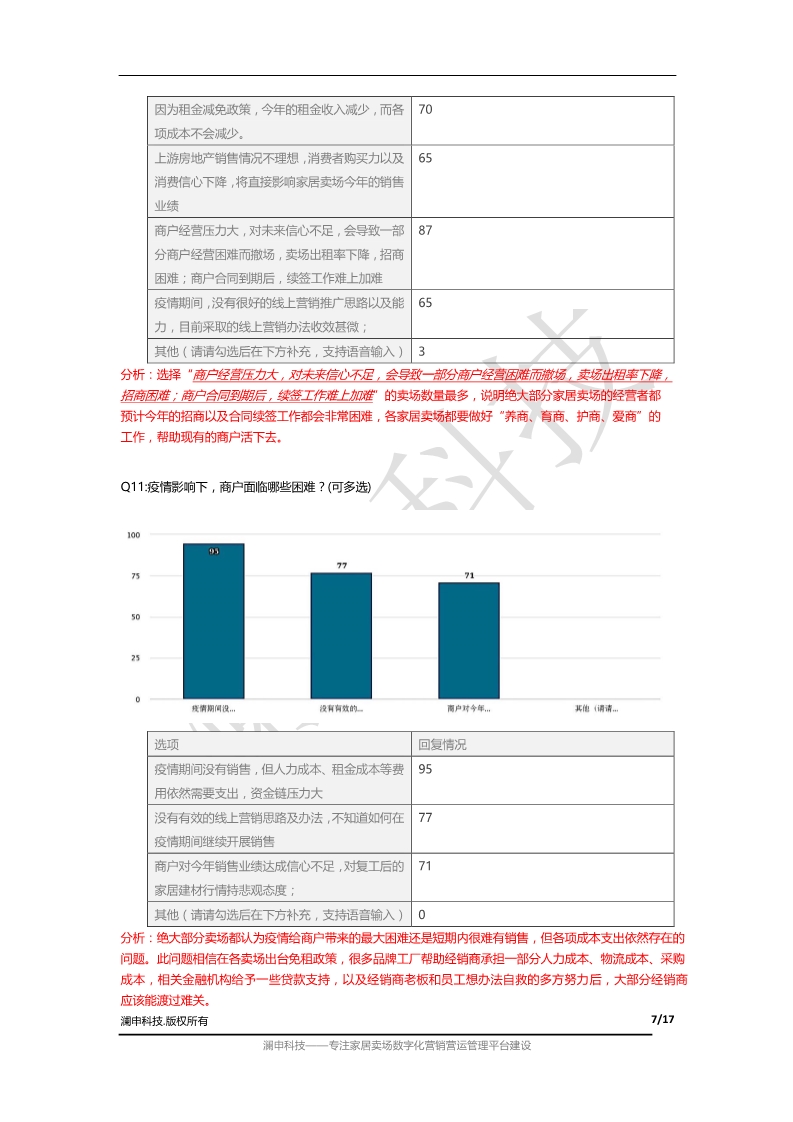 因为租金减免政策，今年的租金收入减少，而各 70
项成本不会减少。
上游房地产销售情况不理想，消费者购买力以及 65
消费信心下降，将直接影响家居卖场今年的销售
业绩
商户经营压力大，对未来信心不足，会导致一部 87
分商户经营困难而撤场，卖场出租率下降，招商
困难；商户合同到期后，续签工作难上加难
疫情期间，没有很好的线上营销推广思路以及能 65
力，目前采取的线上营销办法收效甚微；
其他（请请勾选后在下方补充，支持语音输入） 3
分析：选择“商户经营压力大，对未来信心不足，会导致一部分商户经营困难而撤场，卖场出租率下降，
招商困难；商户合同到期后，续签工作难上加难”的卖场数量最多，说明绝大部分家居卖场的经营者都
预计今年的招商以及合同续签工作都会非常困难，各家居卖场都要做好“养商、育商、护商、爱商”的
工作，帮助现有的商户活下去。
科技
Q11:疫情影响下，商户面临哪些困难？(可多选)
100
75
50
25
0
95
77
71
疫情期间没... 没有有效的... 商户对今年... 其他（请请...
选项 回复情况
疫情期间没有销售，但人力成本、租金成本等费 95
用依然需要支出，资金链压力大
没有有效的线上营销思路及办法，不知道如何在 77
疫情期间继续开展销售
商户对今年销售业绩达成信心不足，对复工后的 71
家居建材行情持悲观态度；
其他（请请勾选后在下方补充，支持语音输入） 0
分析：绝大部分卖场都认为疫情给商户带来的最大困难还是短期内很难有销售，但各项成本支出依然存在的
问题。此问题相信在各卖场出台免租政策，很多品牌工厂帮助经销商承担一部分人力成本、物流成本、采购
成本，相关金融机构给予一些贷款支持，以及经销商老板和员工想办法自救的多方努力后，大部分经销商
应该能渡过难关。
澜申科技.版权所有 7/17
澜申科技——专注家居卖场数字化营销营运管理平台建设